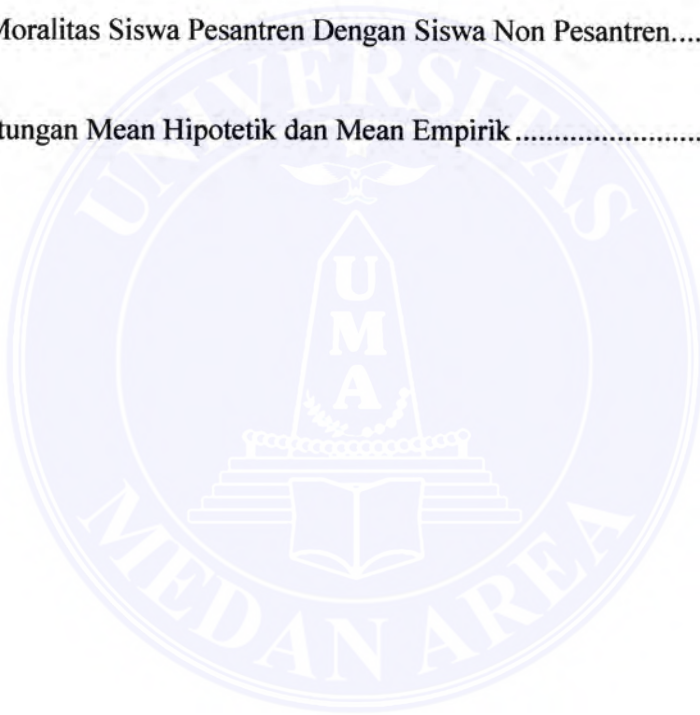 Moralitas Siswa Pesantren Dengan Siswa Non Pesantren....
tungan Mean Hipotetik dan Mean Empirik........................
UNIVERSITAS
UMA
MEDAN AREA